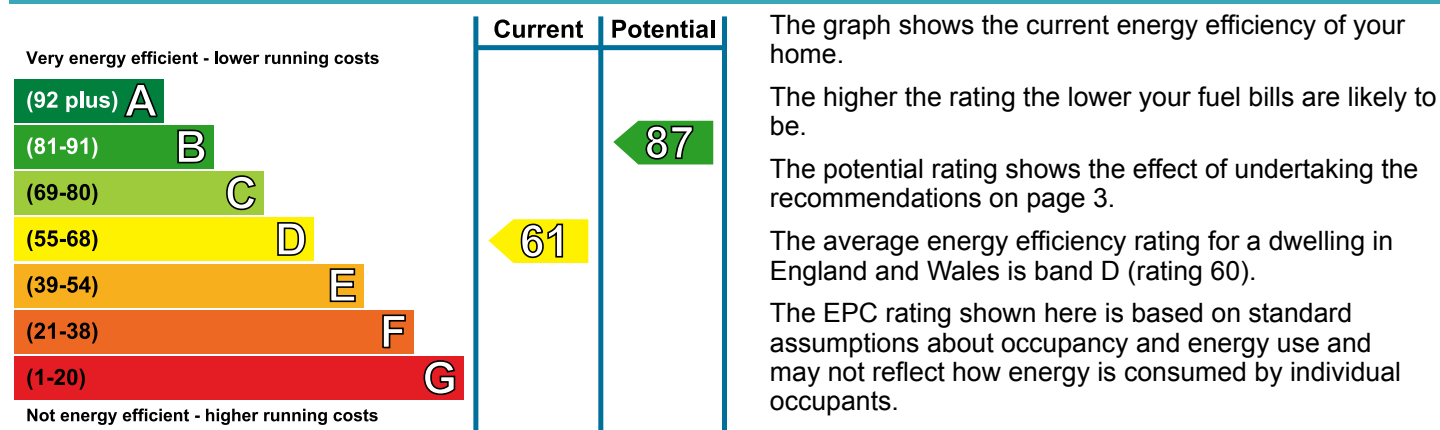 Current Potential
Very energy efficient - lower running costs
(92 plus) A
(81-91) B
87
(69-80) C
(55-68) D
61
(39-54) E
(21-38) F
(1-20) G
Not energy efficient - higher running costs
The graph shows the current energy efficiency of your
home.
The higher the rating the lower your fuel bills are likely to
be.
The potential rating shows the effect of undertaking the
recommendations on page 3.
The average energy efficiency rating for a dwelling in
England and Wales is band D (rating 60).
The EPC rating shown here is based on standard
assumptions about occupancy and energy use and
may not reflect how energy is consumed by individual
occupants.